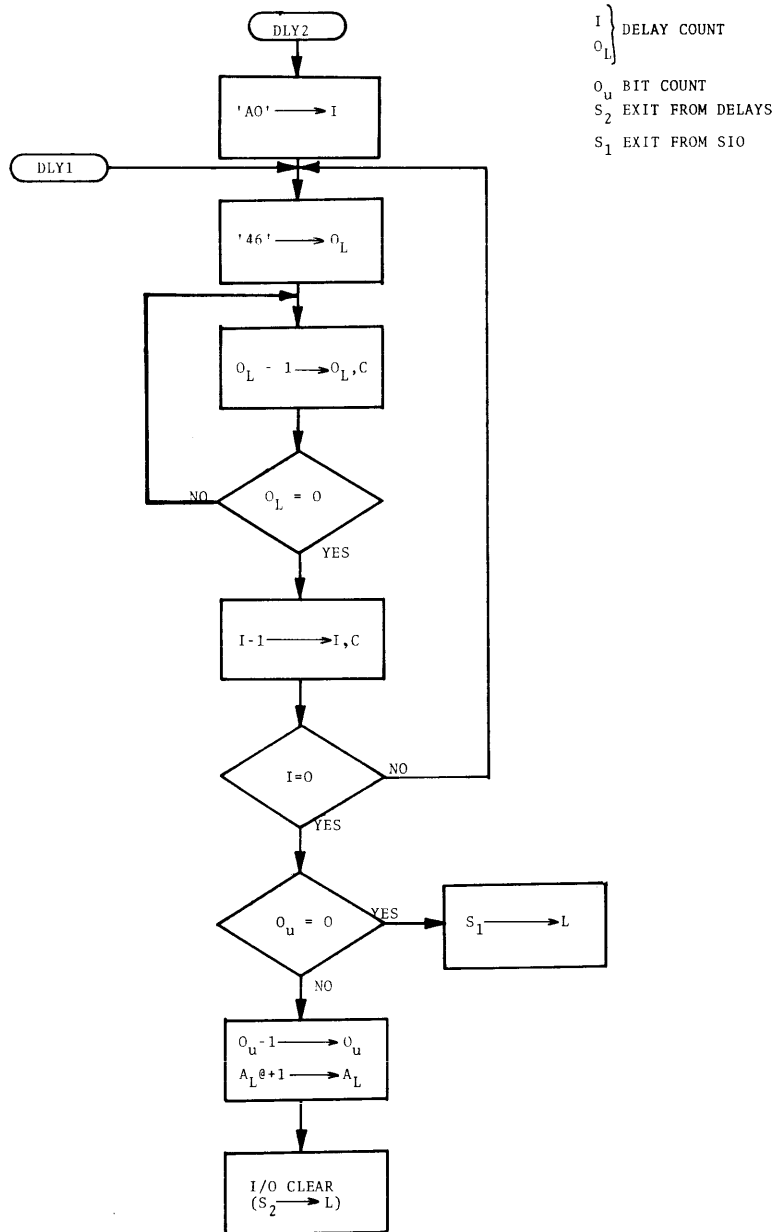 DLY2
I
O_L } DELAY COUNT
O_u BIT COUNT
S_2 EXIT FROM DELAYS
S_1 EXIT FROM SIO
'AO' ⟶ I
DLY1
'46' ⟶ O_L
O_L - 1 ⟶ O_L,C
O_L = 0
NO
YES
I-1 ⟶ I,C
I=0
NO
YES
O_u = 0
YES
S_1 ⟶ L
NO
O_u-1 ⟶ O_u
A_L@+1 ⟶ A_L
I/O CLEAR
(S_2 ⟶ L)